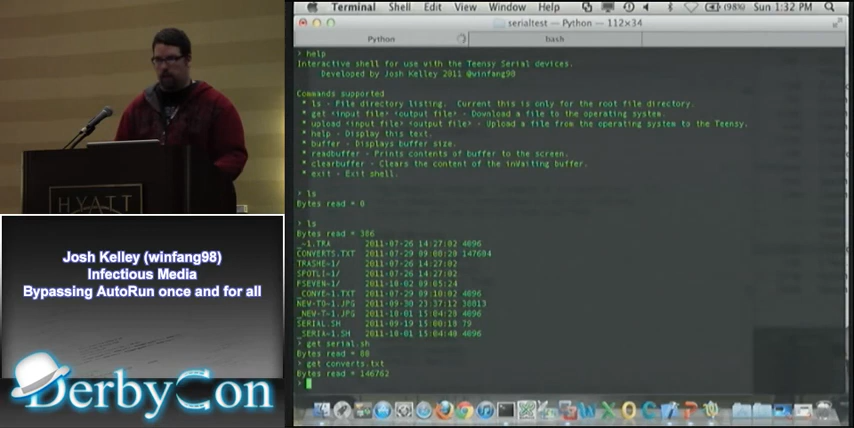 Terminal Shell Edit View Window Help (98%) Sun 1:32 PM
serialtest — Python — 112×34
Python bash
> help
Interactive shell for use with the Teensy Serial devices.
Developed by Josh Kelley 2011 @winfang98
Commands supported
* ls - File directory listing. Current this is only for the root file directory.
* get <input file> <output file> - Download a file to the operating system.
* upload <input file> <output file> - Upload a file from the operating system to the Teensy.
* help - Display this text.
* buffer - Displays buffer size.
* readbuffer - Prints contents of buffer to the screen.
* clearbuffer - Clears the content of the inWaiting buffer.
* exit - Exit shell.
> ls
Bytes read = 0
> ls
Bytes read = 386
_~1.TRA 2011-07-26 14:27:02 4096
CONVERTS.TXT 2011-07-29 09:00:20 147604
TRASHE~1/ 2011-07-26 14:27:02
SPOTLI~1/ 2011-07-26 14:27:02
FSEVEN~1/ 2011-10-02 09:05:24
_CONVE~1.TXT 2011-07-29 09:10:02 4096
NEW-TO~1.JPG 2011-09-30 23:37:12 38813
_NEW-T~1.JPG 2011-10-01 15:04:28 4096
SERIAL.SH 2011-09-19 15:00:18 79
_SERIA~1.SH 2011-10-01 15:04:48 4096
> get serial.sh
Bytes read = 80
> get converts.txt
Bytes read = 146762
>
HYATT
Josh Kelley (winfang98)
Infectious Media
Bypassing AutoRun once and for all
DerbyCon